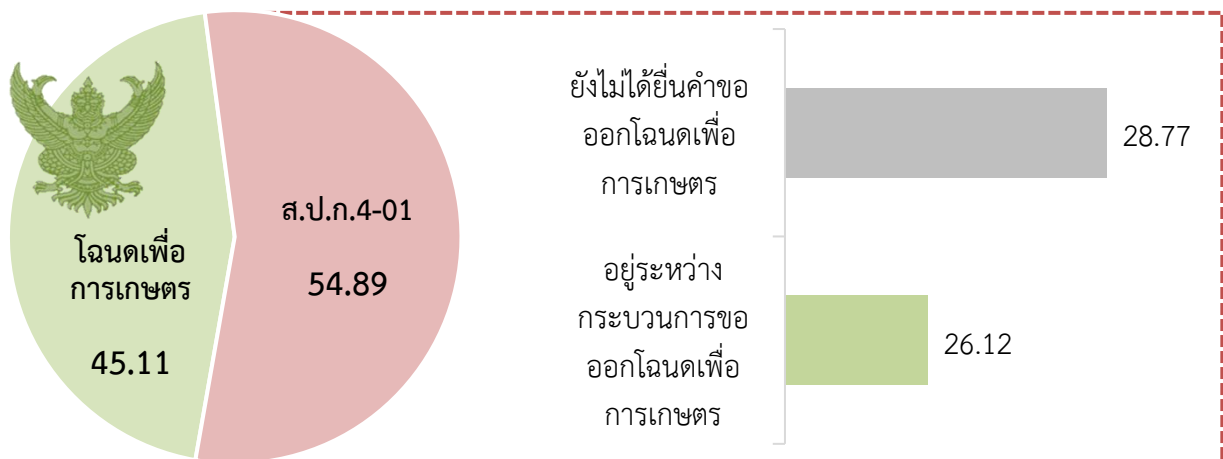 โฉนดเพื่อ
การเกษตร
45.11
ส.ป.ก.4-01
54.89
ยังไม่ได้ยื่นคำขอ
ออกโฉนดเพื่อ
การเกษตร
28.77
อยู่ระหว่าง
กระบวนการขอ
ออกโฉนดเพื่อ
การเกษตร
26.12